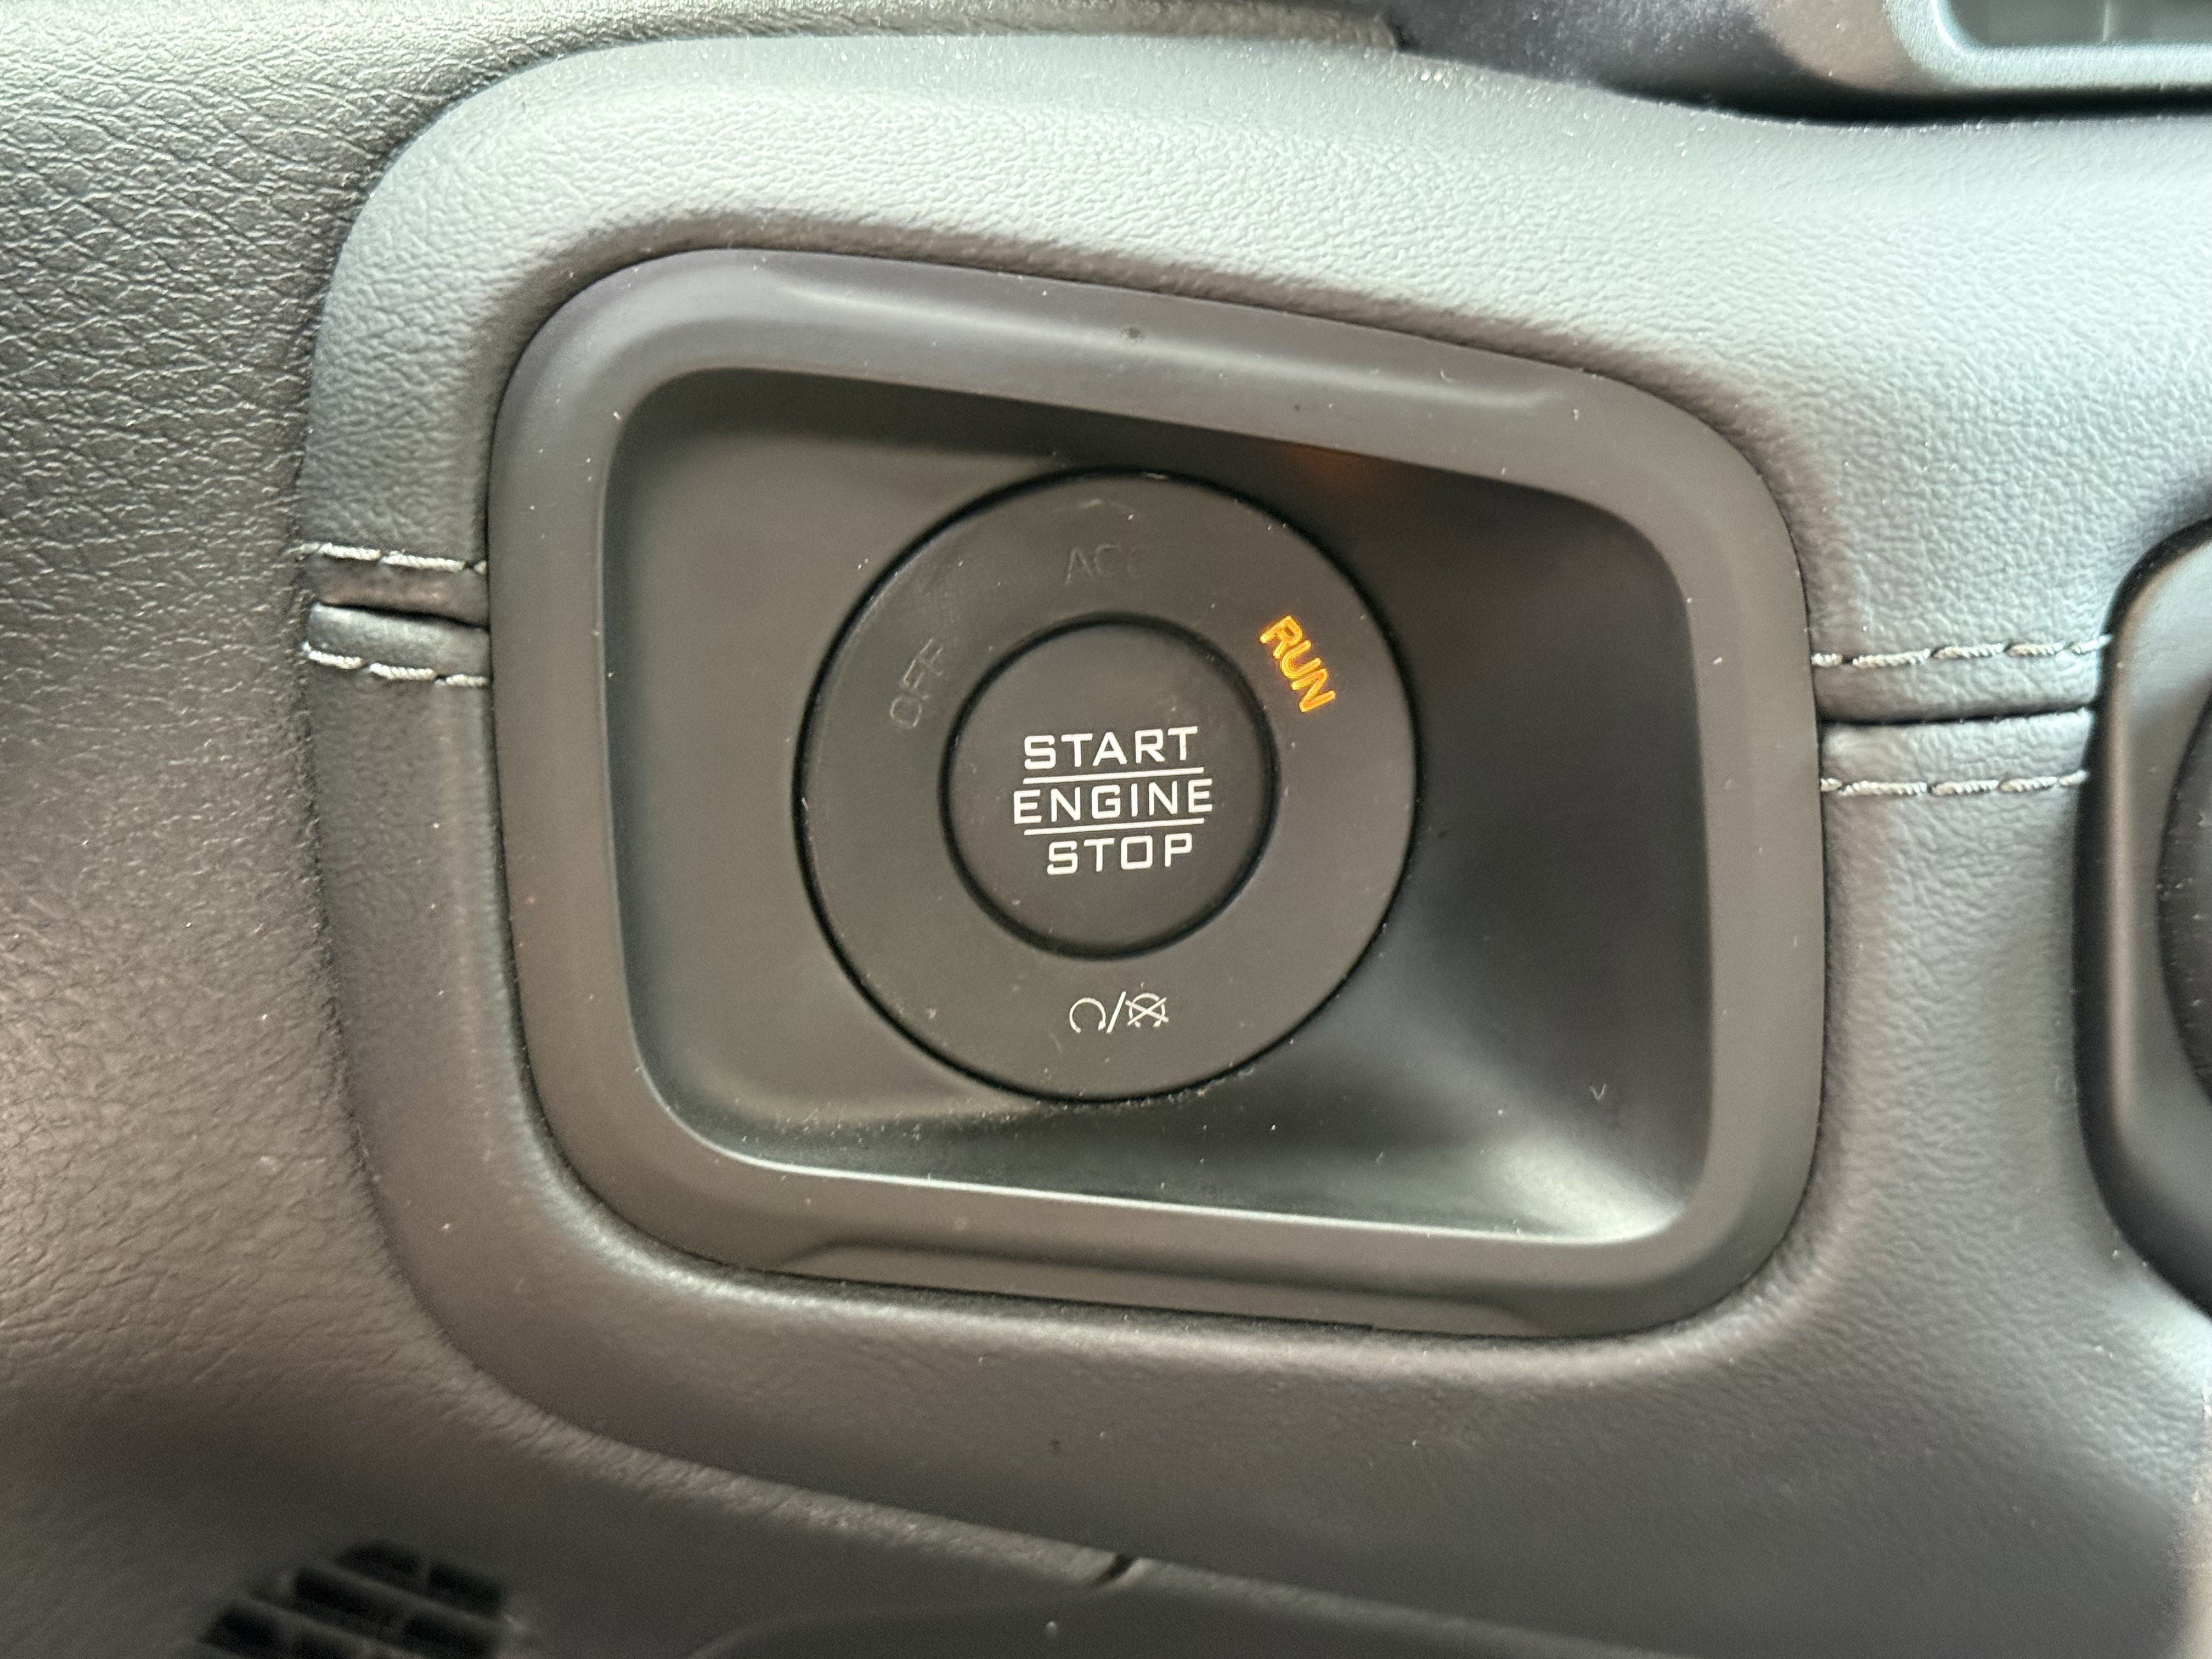 ACC
OFF
RUN
START
ENGINE
STOP